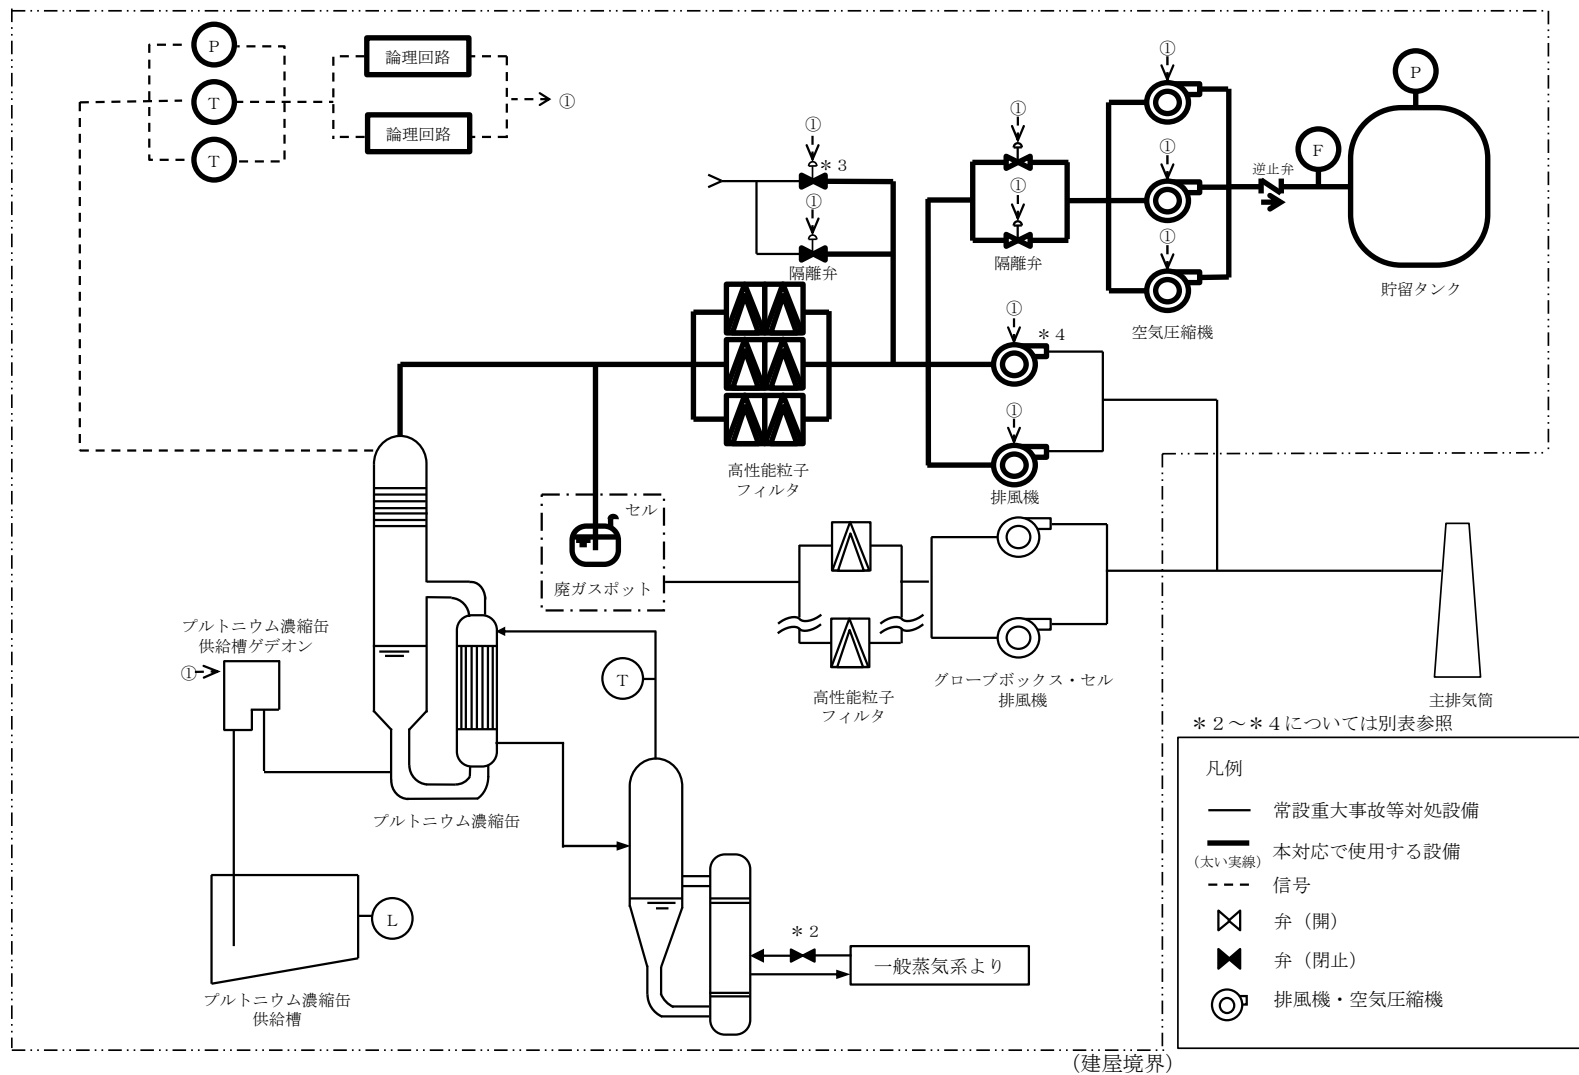 P
T
T
論理回路
論理回路
①
①
＊３
①
隔離弁
①
①
隔離弁
①
①
①
空気圧縮機
逆止弁
F
P
貯留タンク
①
＊４
①
排風機
高性能粒子
フィルタ
セル
廃ガスポット
高性能粒子
フィルタ
グローブボックス・セル
排風機
主排気筒
プルトニウム濃縮缶
供給槽ゲデオン
①
T
プルトニウム濃縮缶
L
プルトニウム濃縮缶
供給槽
＊２
一般蒸気系より
＊２～＊４については別表参照
凡例
常設重大事故等対処設備
本対応で使用する設備
（太い実線）
信号
弁（開）
弁（閉止）
排風機・空気圧縮機
（建屋境界）